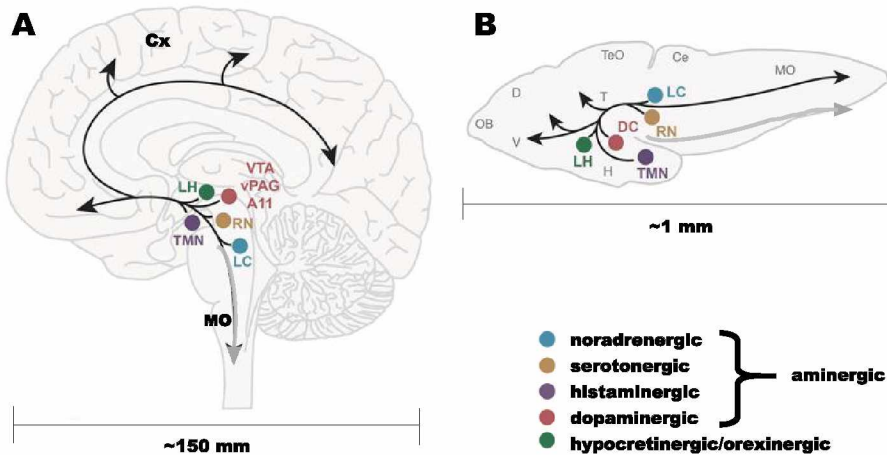 A
Cx
VTA
LH
vPAG
A11
RN
TMN
LC
MO
~150 mm
B
TeO
Ce
MO
D
T
LC
OB
DC
RN
V
LH
TMN
H
~1 mm
noradrenergic
serotonergic
histaminergic
dopaminergic
aminergic
hypocretinergic/orexinergic